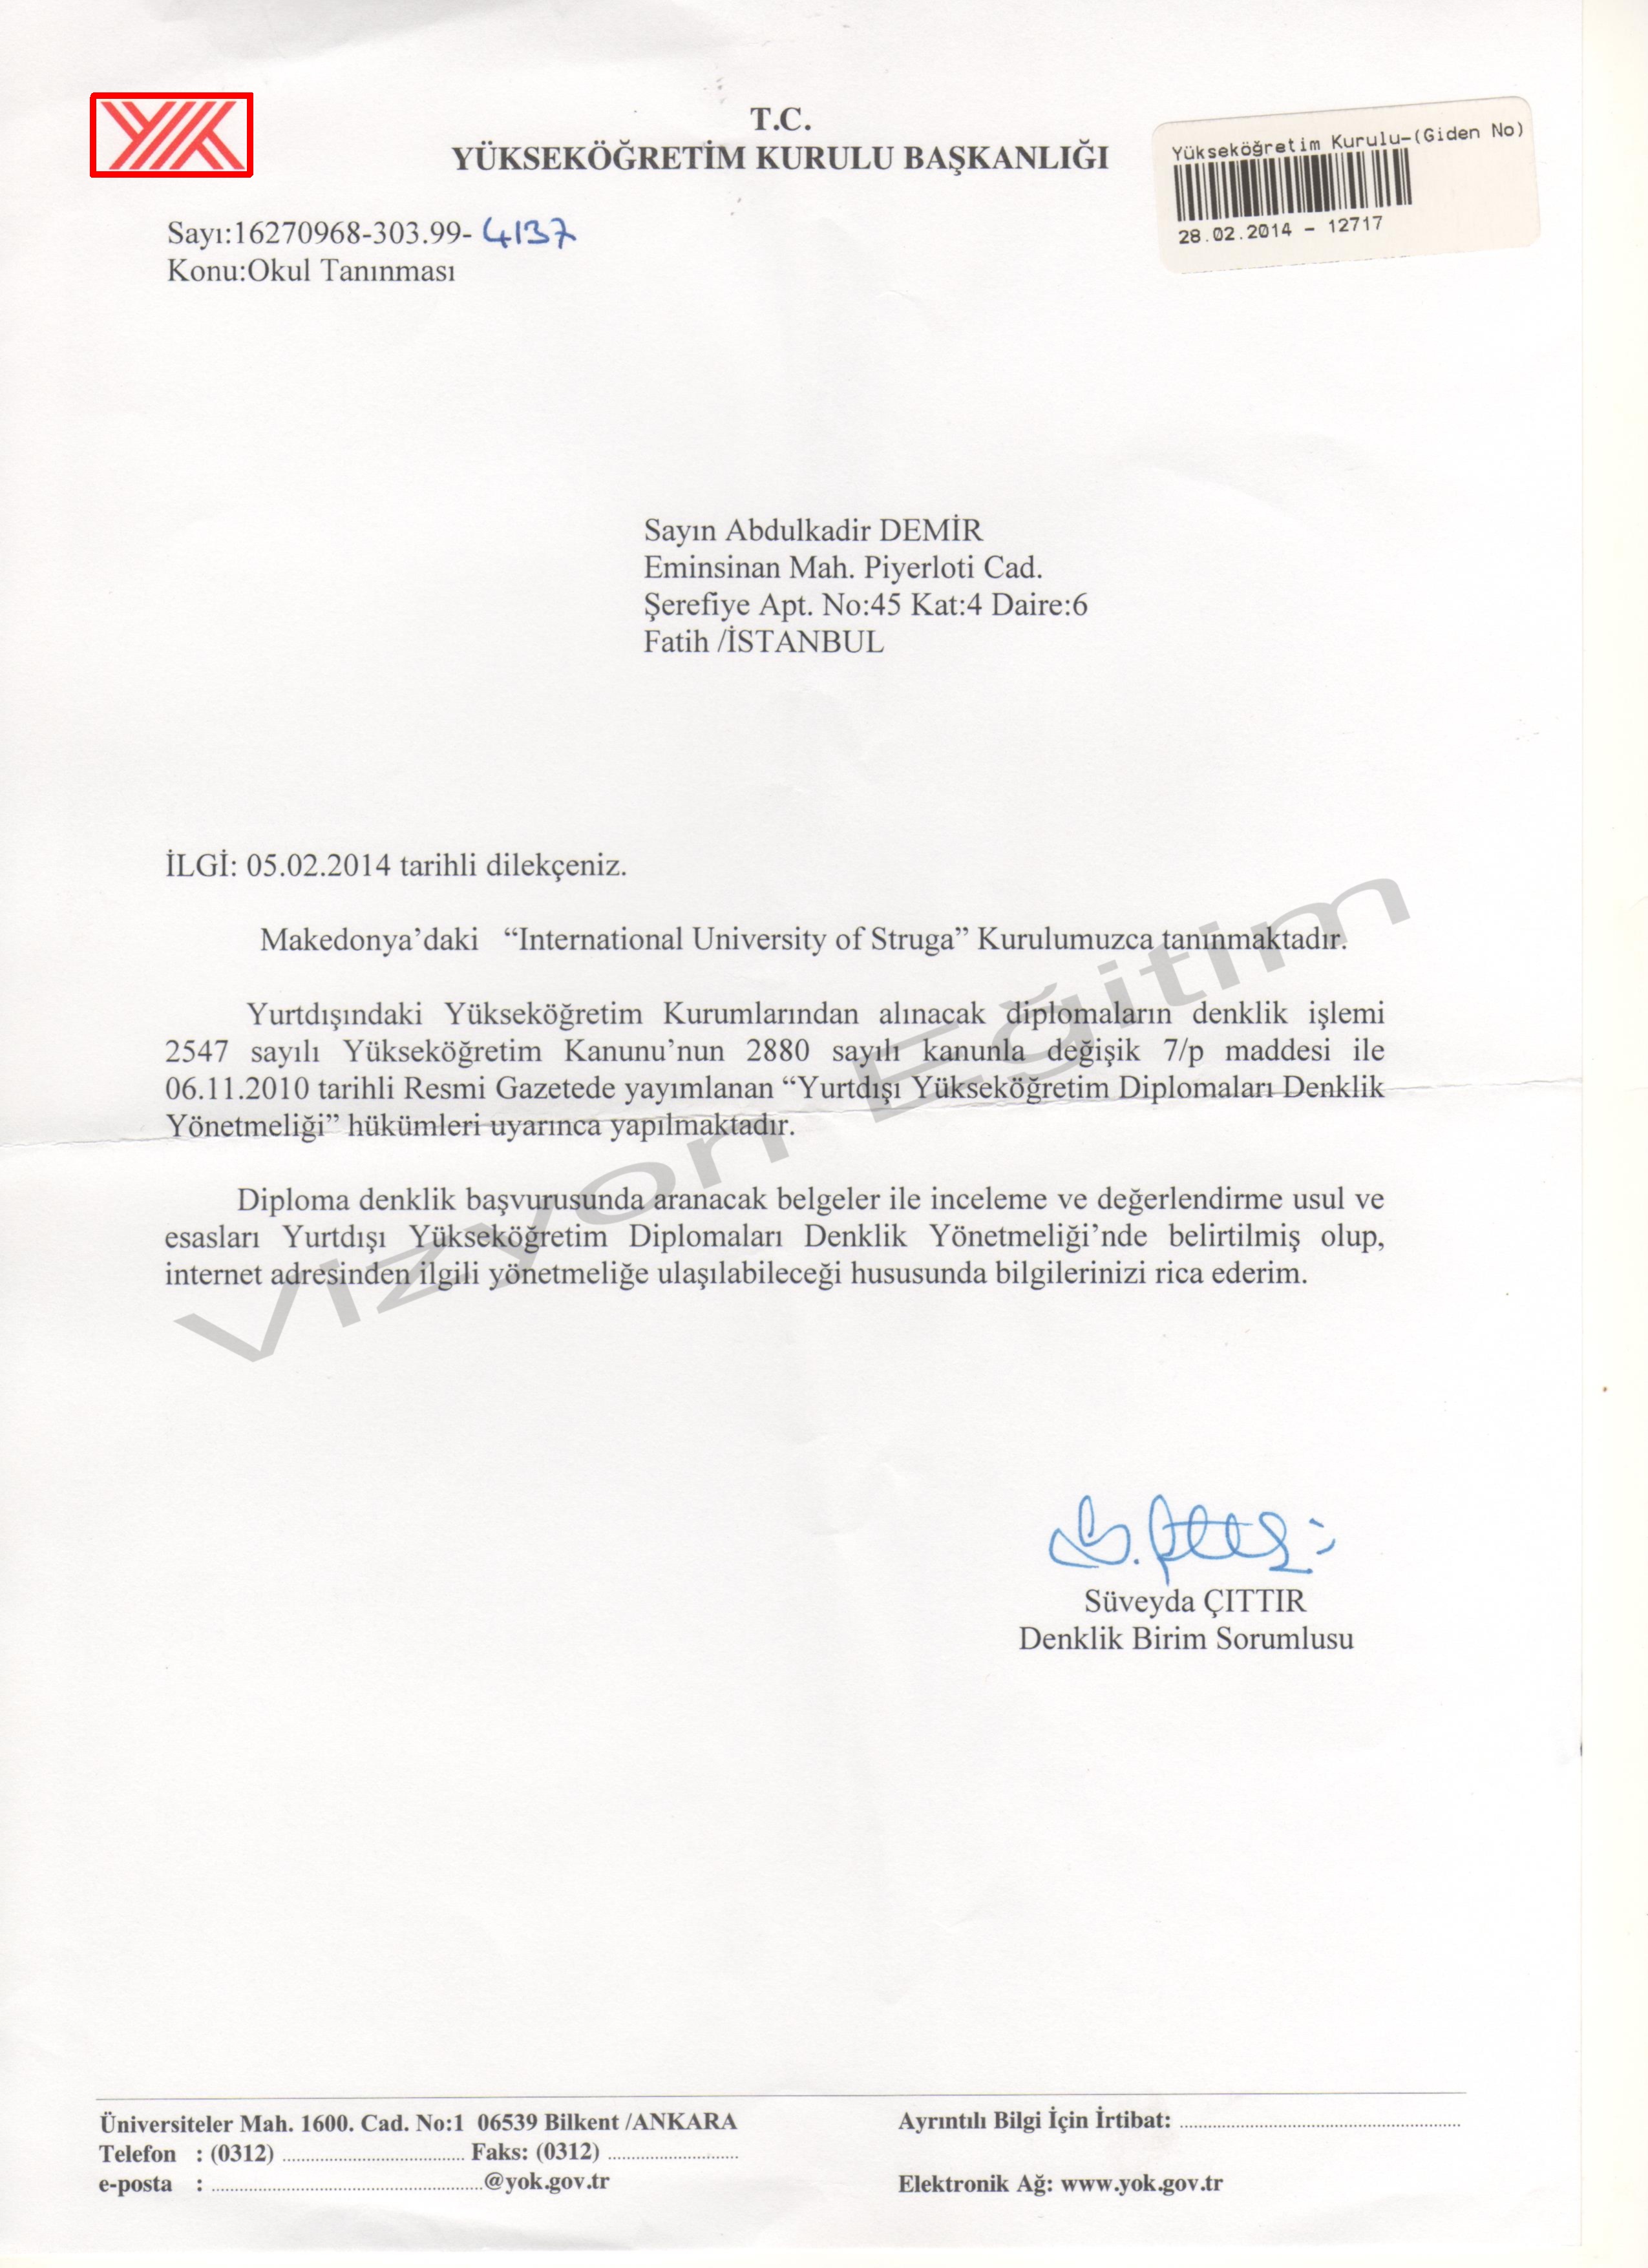 T.C.
YÜKSEKÖĞRETİM KURULU BAŞKANLIĞI
Yükseköğretim Kurulu-(Giden No)
28.02.2014 - 12717
Sayı:16270968-303.99- 4137
Konu:Okul Tanınması
Sayın Abdulkadir DEMİR
Eminsinan Mah. Piyerloti Cad.
Şerefiye Apt. No:45 Kat:4 Daire:6
Fatih /İSTANBUL
İLGİ: 05.02.2014 tarihli dilekçeniz.
Makedonya’daki “International University of Struga” Kurulumuzca tanınmaktadır.
Yurtdışındaki Yükseköğretim Kurumlarından alınacak diplomaların denklik işlemi
2547 sayılı Yükseköğretim Kanunu’nun 2880 sayılı kanunla değişik 7/p maddesi ile
06.11.2010 tarihli Resmi Gazetede yayımlanan “Yurtdışı Yükseköğretim Diplomaları Denklik
Yönetmeliği” hükümleri uyarınca yapılmaktadır.
Diploma denklik başvurusunda aranacak belgeler ile inceleme ve değerlendirme usul ve
esasları Yurtdışı Yükseköğretim Diplomaları Denklik Yönetmeliği’nde belirtilmiş olup,
internet adresinden ilgili yönetmeliğe ulaşılabileceği hususunda bilgilerinizi rica ederim.
Vizyon Eğitim
Süveyda ÇITTIR
Denklik Birim Sorumlusu
Üniversiteler Mah. 1600. Cad. No:1 06539 Bilkent /ANKARA
Telefon : (0312) ........................ Faks: (0312) ........................
e-posta : ........................@yok.gov.tr
Ayrıntılı Bilgi İçin İrtibat: ........................
Elektronik Ağ: www.yok.gov.tr